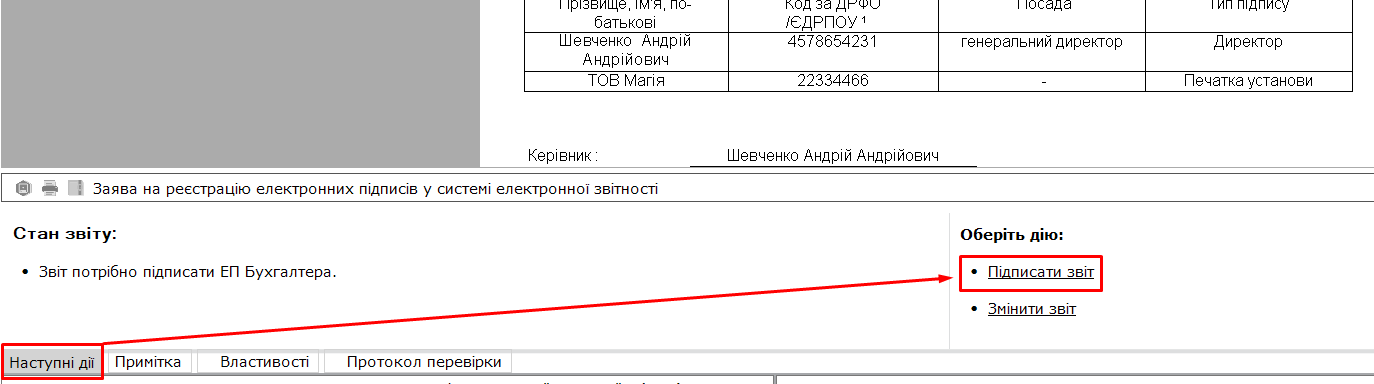 Прізвище, ім'я, по-батькові
Код за ДРФО /ЄДРПОУ ¹
Посада
Тип підпису
Шевченко Андрій Андрійович
4578654231
генеральний директор
Директор
ТОВ Магія
22334466
-
Печатка установи
Керівник :
Шевченко Андрій Андрійович
Заява на реєстрацію електронних підписів у системі електронної звітності
Стан звіту:
• Звіт потрібно підписати ЕП Бухгалтера.
Оберіть дію:
• Підписати звіт
• Змінити звіт
Наступні дії
Примітка
Властивості
Протокол перевірки